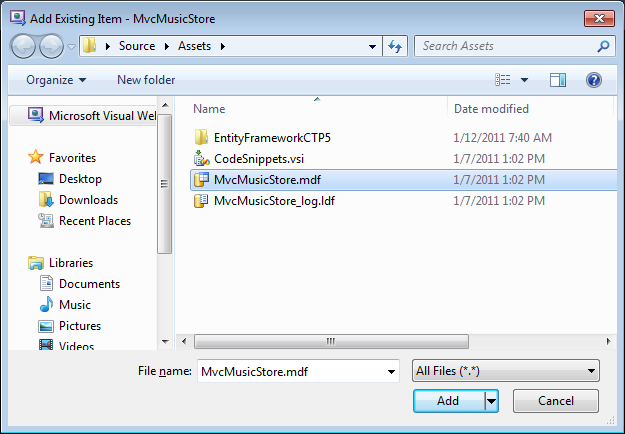 Add Existing Item - MvcMusicStore
Source Assets Search Assets
Organize New folder
Microsoft Visual Wel Name Date modified
EntityFrameworkCTP5 1/12/2011 7:40 AM
Favorites CodeSnippets.vsi 1/7/2011 1:02 PM
Desktop MvcMusicStore.mdf 1/7/2011 1:02 PM
Downloads MvcMusicStore_log.ldf 1/7/2011 1:02 PM
Recent Places
Libraries
Documents
Music
Pictures
Videos
File name: MvcMusicStore.mdf All Files (*.*)
Add Cancel